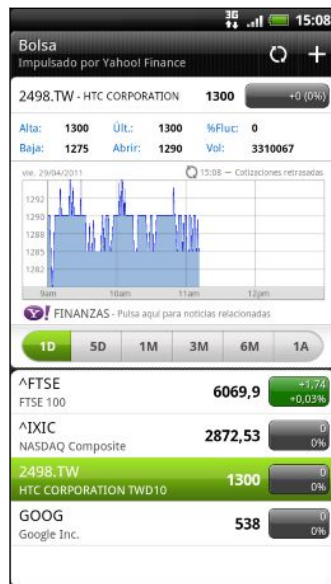 3G 15:08
Bolsa
Impulsado por Yahoo! Finance
2498.TW - HTC CORPORATION 1300 +0 (0%)
Alta: 1300 Últ.: 1300 %Fluc: 0
Baja: 1275 Abrir: 1290 Vol: 3310067
vie. 29/04/2011 15:08 — Cotizaciones retrasadas
1292
1290
1288
1285
1282
9am 10am 11am 12pm
Y! FINANZAS - Pulsa aquí para noticias relacionadas
1D 5D 1M 3M 6M 1A
^FTSE 6069,9 +1,74
FTSE 100 +0,03%
^IXIC 2872,53 0
NASDAQ Composite 0%
2498.TW 1300 0
HTC CORPORATION TWD10 0%
GOOG 538 0
Google Inc. 0%